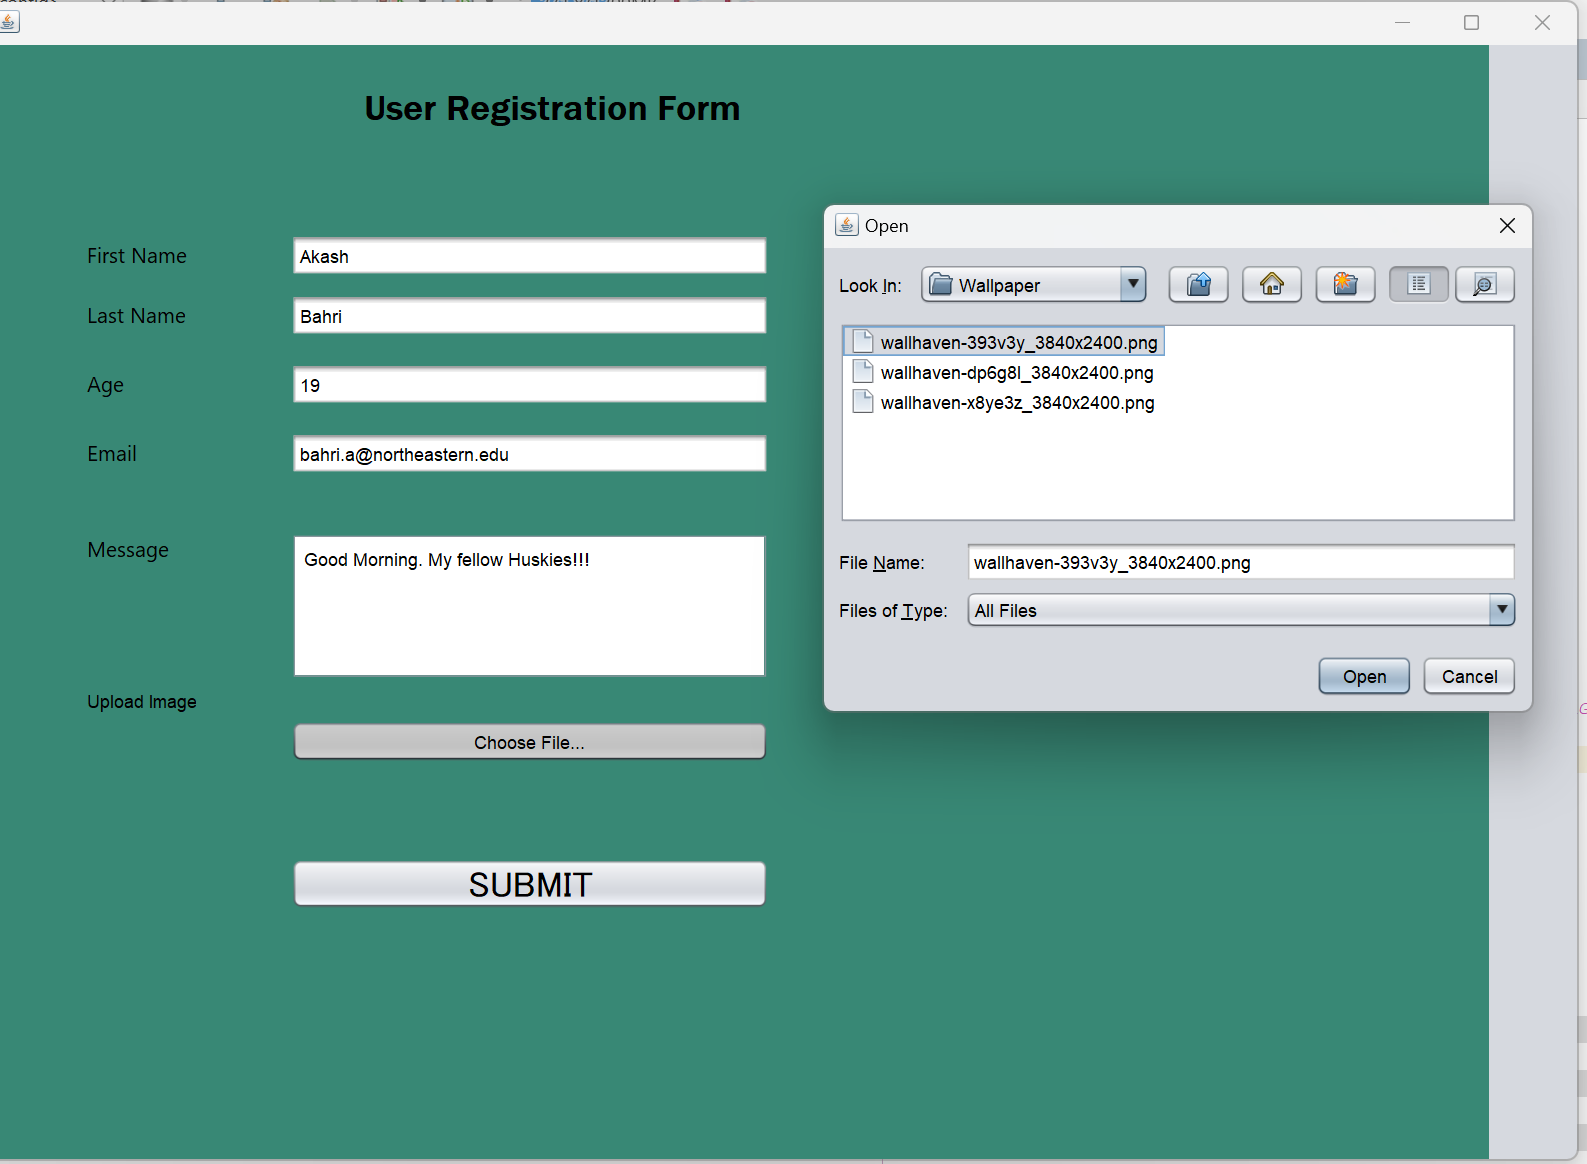 User Registration Form
First Name
Akash
Last Name
Bahri
Age
19
Email
bahri.a@northeastern.edu
Message
Good Morning. My fellow Huskies!!!
Upload Image
Choose File...
SUBMIT
Open
Look In:
Wallpaper
wallhaven-393v3y_3840x2400.png
wallhaven-dp6g8l_3840x2400.png
wallhaven-x8ye3z_3840x2400.png
File Name:
wallhaven-393v3y_3840x2400.png
Files of Type:
All Files
Open
Cancel